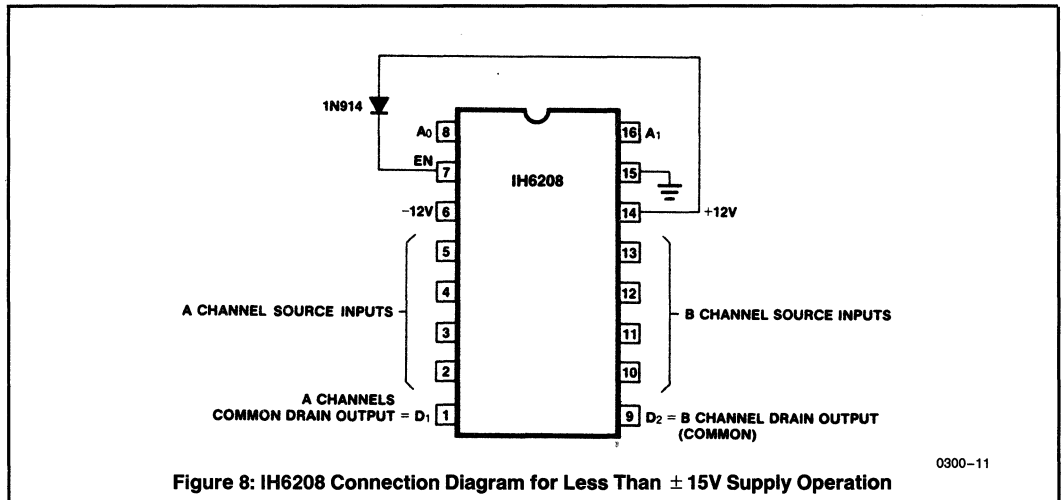 1N914
A0 8
16 A1
EN
7
15
IH6208
-12V 6
14 +12V
5
13
4
12
A CHANNEL SOURCE INPUTS
B CHANNEL SOURCE INPUTS
3
11
2
10
A CHANNELS
COMMON DRAIN OUTPUT = D1 1
9 D2 = B CHANNEL DRAIN OUTPUT
(COMMON)
0300-11
Figure 8: IH6208 Connection Diagram for Less Than ± 15V Supply Operation